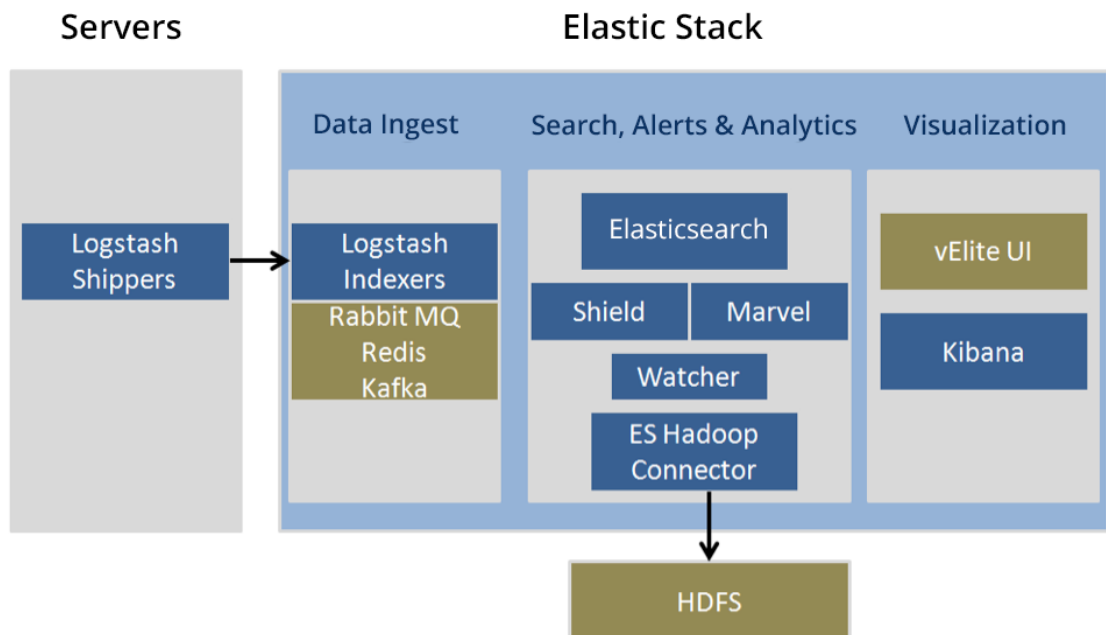 Servers
Elastic Stack
Data Ingest
Search, Alerts & Analytics
Visualization
Logstash
Shippers
Logstash
Indexers
Rabbit MQ
Redis
Kafka
Elasticsearch
Shield
Marvel
Watcher
ES Hadoop
Connector
vElite UI
Kibana
HDFS